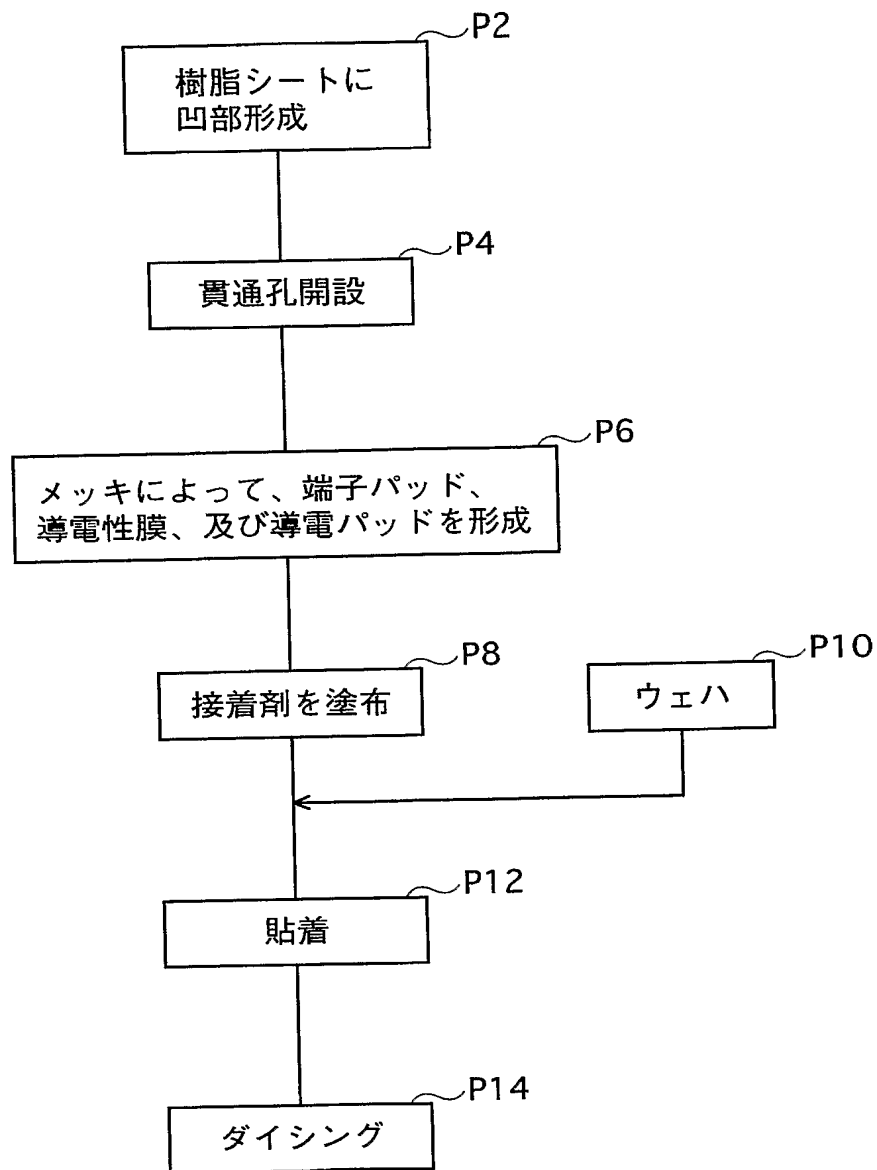 P2
樹脂シートに
凹部形成
P4
貫通孔開設
P6
メッキによって、端子パッド、
導電性膜、及び導電パッドを形成
P8
接着剤を塗布
P10
ウェハ
P12
貼着
P14
ダイシング